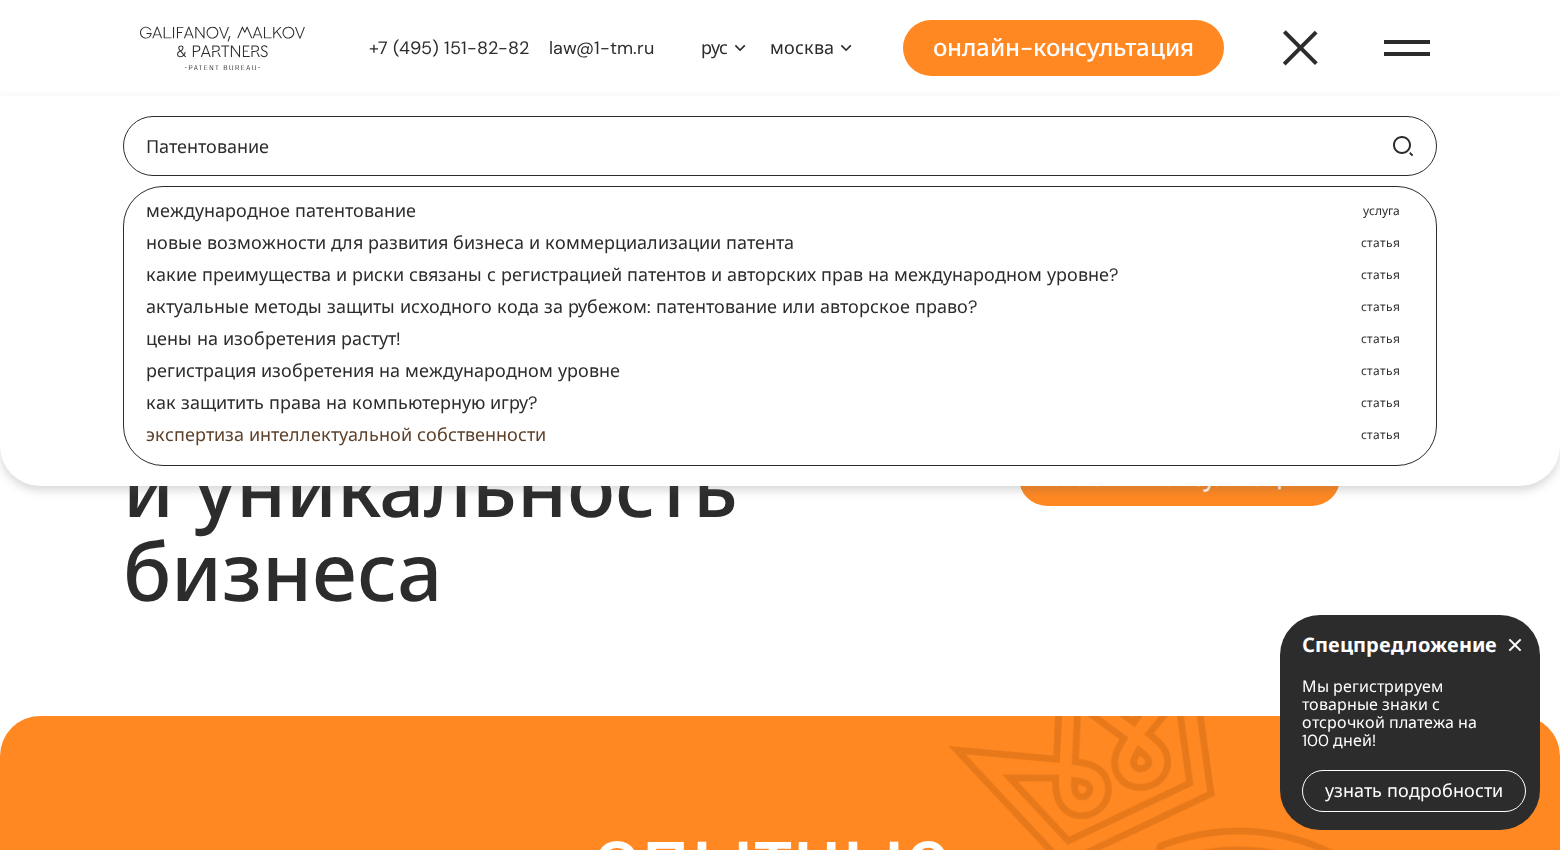 GALIFANOV, MALKOV
& PARTNERS
-PATENT BUREAU-
+7 (495) 151-82-82
law@1-tm.ru
рус
москва
онлайн-консультация
Патентование
международное патентование
услуга
новые возможности для развития бизнеса и коммерциализации патента
статья
какие преимущества и риски связаны с регистрацией патентов и авторских прав на международном уровне?
статья
актуальные методы защиты исходного кода за рубежом: патентование или авторское право?
статья
цены на изобретения растут!
статья
регистрация изобретения на международном уровне
статья
как защитить права на компьютерную игру?
статья
экспертиза интеллектуальной собственности
статья
и уникальность
бизнеса
Спецпредложение
Мы регистрируем
товарные знаки с
отсрочкой платежа на
100 дней!
узнать подробности
опытные